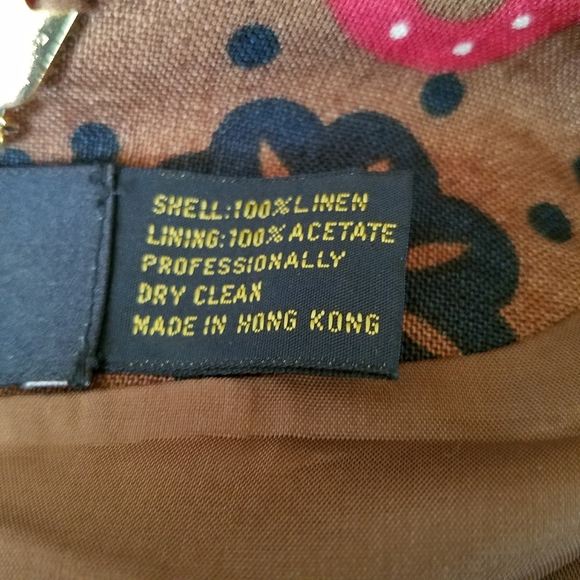 SHELL:100%LINEN
LINING:100%ACETATE
PROFESSIONALLY
DRY CLEAN
MADE IN HONG KONG